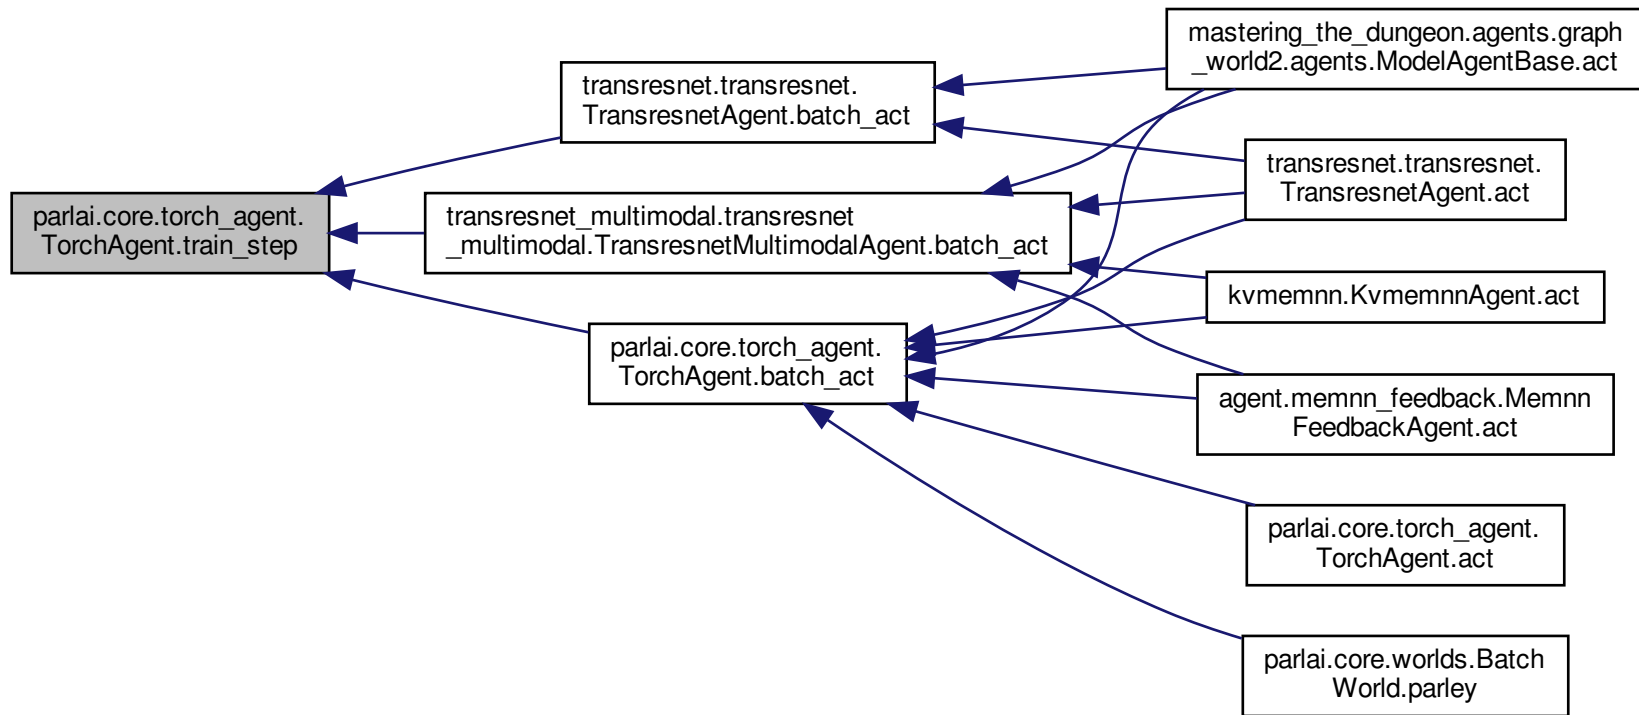 parlai.core.torch_agent.
TorchAgent.train_step
transresnet.transresnet.
TransresnetAgent.batch_act
transresnet_multimodal.transresnet
_multimodal.TransresnetMultimodalAgent.batch_act
parlai.core.torch_agent.
TorchAgent.batch_act
mastering_the_dungeon.agents.graph
_world2.agents.ModelAgentBase.act
transresnet.transresnet.
TransresnetAgent.act
kvmemnn.KvmemnnAgent.act
agent.memnn_feedback.Memnn
FeedbackAgent.act
parlai.core.torch_agent.
TorchAgent.act
parlai.core.worlds.Batch
World.parley